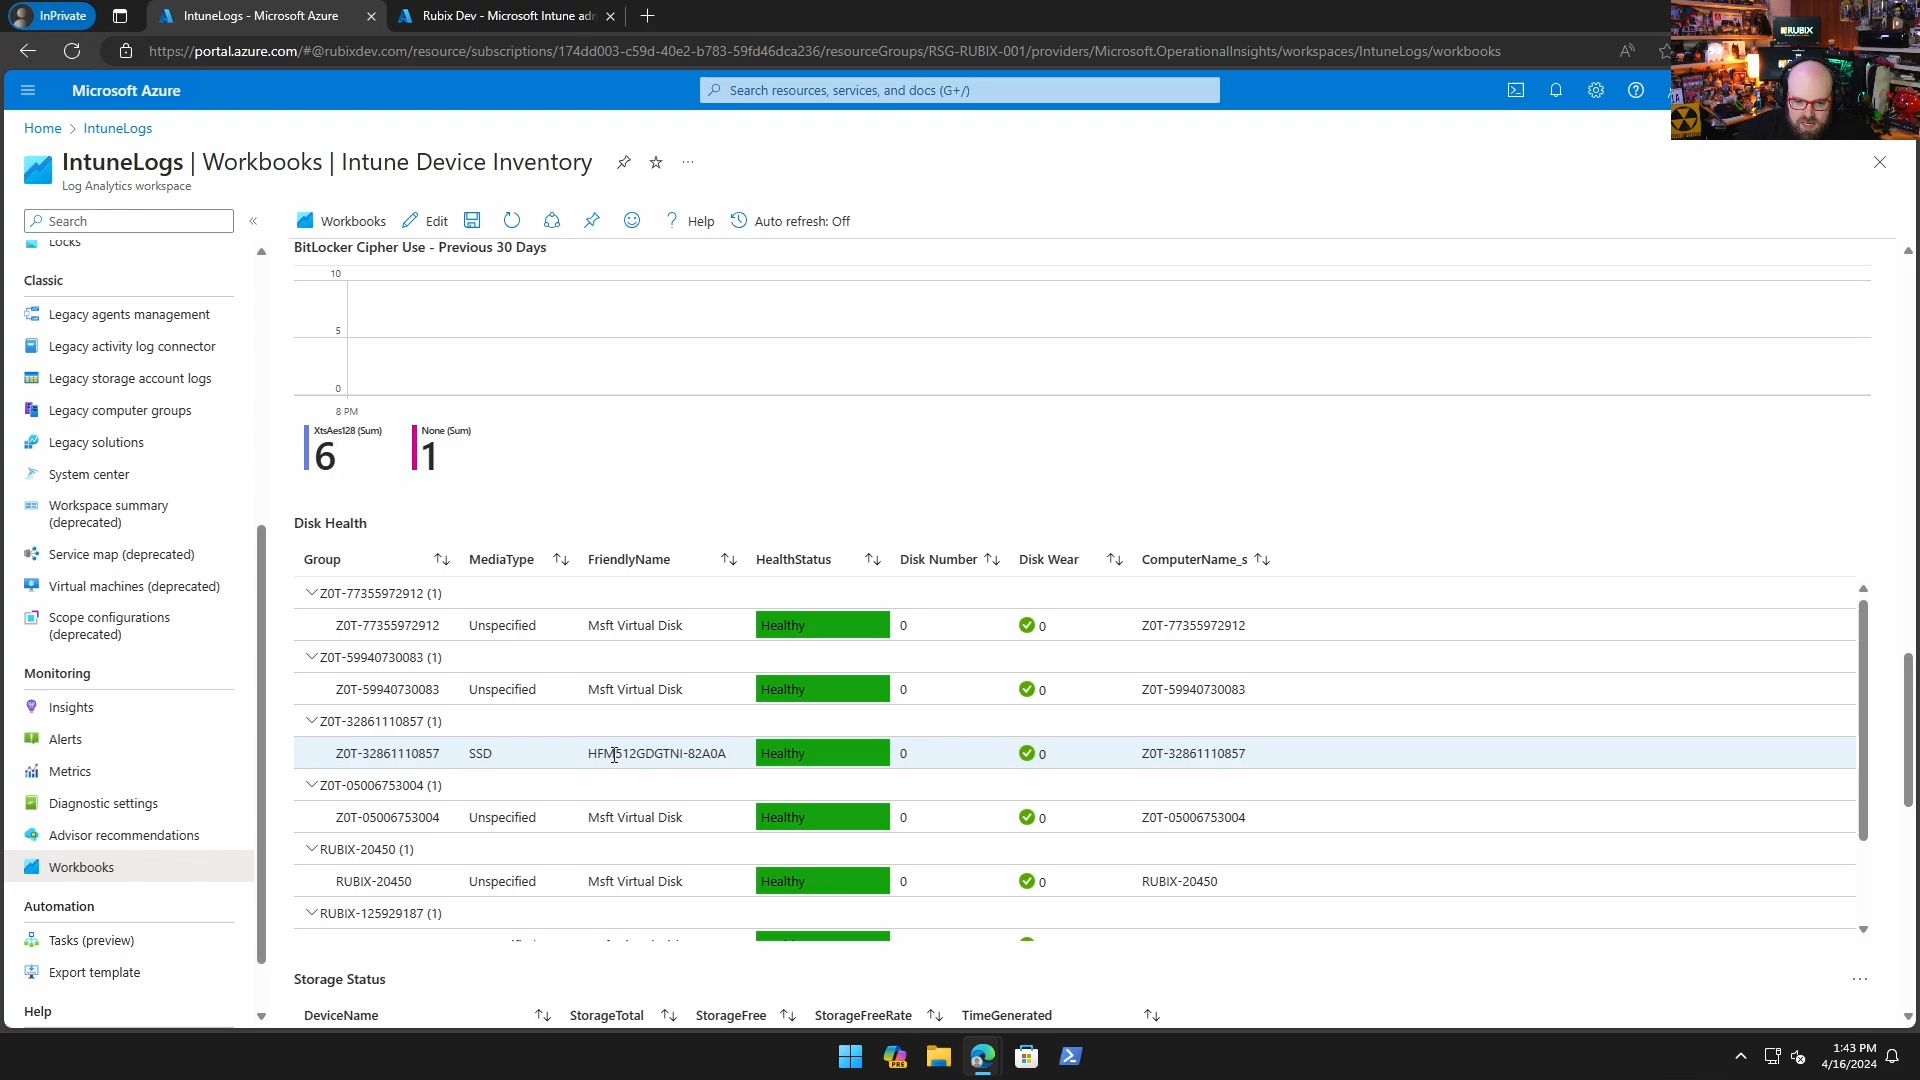 InPrivate
IntuneLogs - Microsoft Azure
Rubix Dev - Microsoft Intune adm
https://portal.azure.com/#@rubixdev.com/resource/subscriptions/174dd003-c59d-40e2-b783-59fd46dca236/resourceGroups/RSG-RUBIX-001/providers/Microsoft.OperationalInsights/workspaces/IntuneLogs/workbooks
RUBIX
Microsoft Azure
Search resources, services, and docs (G+/)
Home > IntuneLogs
IntuneLogs | Workbooks | Intune Device Inventory
Log Analytics workspace
Search
Workbooks Edit Help Auto refresh: Off
Locks
Classic
Legacy agents management
Legacy activity log connector
Legacy storage account logs
Legacy computer groups
Legacy solutions
System center
Workspace summary
(deprecated)
Service map (deprecated)
Virtual machines (deprecated)
Scope configurations
(deprecated)
Monitoring
Insights
Alerts
Metrics
Diagnostic settings
Advisor recommendations
Workbooks
Automation
Tasks (preview)
Export template
Help
BitLocker Cipher Use - Previous 30 Days
10
5
0
8 PM
XtsAes128 (Sum)
6
None (Sum)
1
Disk Health
Group MediaType FriendlyName HealthStatus Disk Number Disk Wear ComputerName_s
Z0T-77355972912 (1)
Z0T-77355972912 Unspecified Msft Virtual Disk Healthy 0 0 Z0T-77355972912
Z0T-59940730083 (1)
Z0T-59940730083 Unspecified Msft Virtual Disk Healthy 0 0 Z0T-59940730083
Z0T-32861110857 (1)
Z0T-32861110857 SSD HFM512GDGTNI-82A0A Healthy 0 0 Z0T-32861110857
Z0T-05006753004 (1)
Z0T-05006753004 Unspecified Msft Virtual Disk Healthy 0 0 Z0T-05006753004
RUBIX-20450 (1)
RUBIX-20450 Unspecified Msft Virtual Disk Healthy 0 0 RUBIX-20450
RUBIX-125929187 (1)
Storage Status
DeviceName StorageTotal StorageFree StorageFreeRate TimeGenerated
1:43 PM
4/16/2024